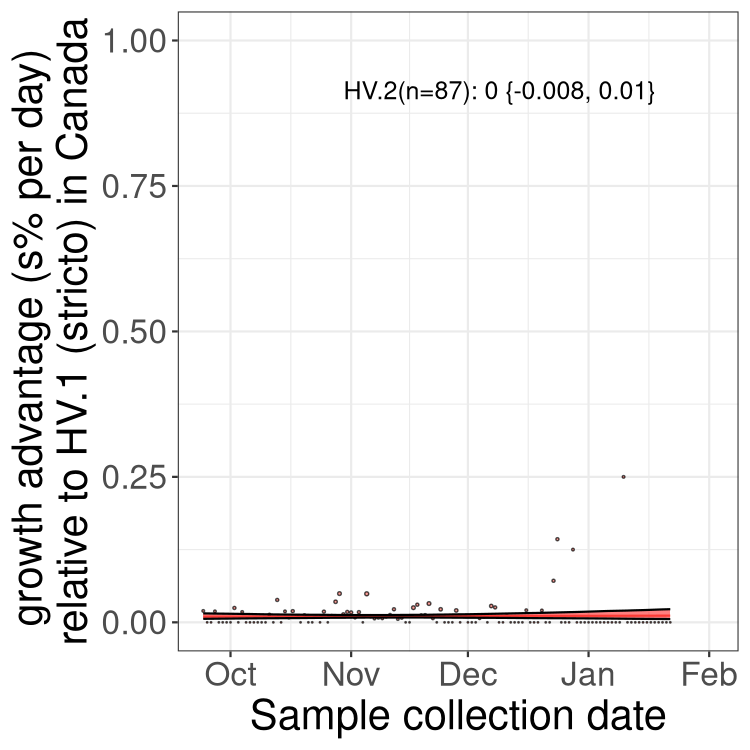 growth advantage (s% per day)
relative to HV.1 (stricto) in Canada
1.00
0.75
0.50
0.25
0.00
HV.2(n=87): 0 {-0.008, 0.01}
Oct
Nov
Dec
Jan
Feb
Sample collection date